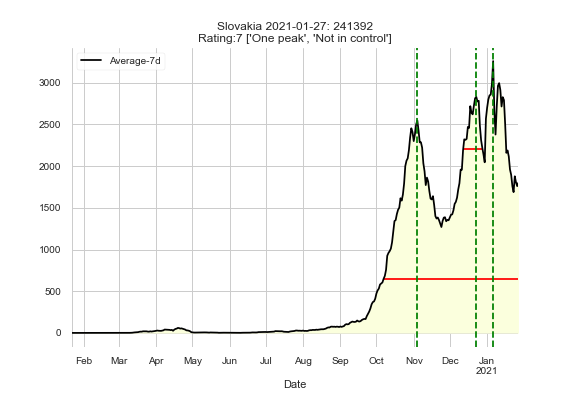 Slovakia 2021-01-27: 241392
Rating:7 ['One peak', 'Not in control']
Average-7d
3000
2500
2000
1500
1000
500
0
Feb Mar Apr May Jun Jul Aug Sep Oct Nov Dec Jan
2021
Date